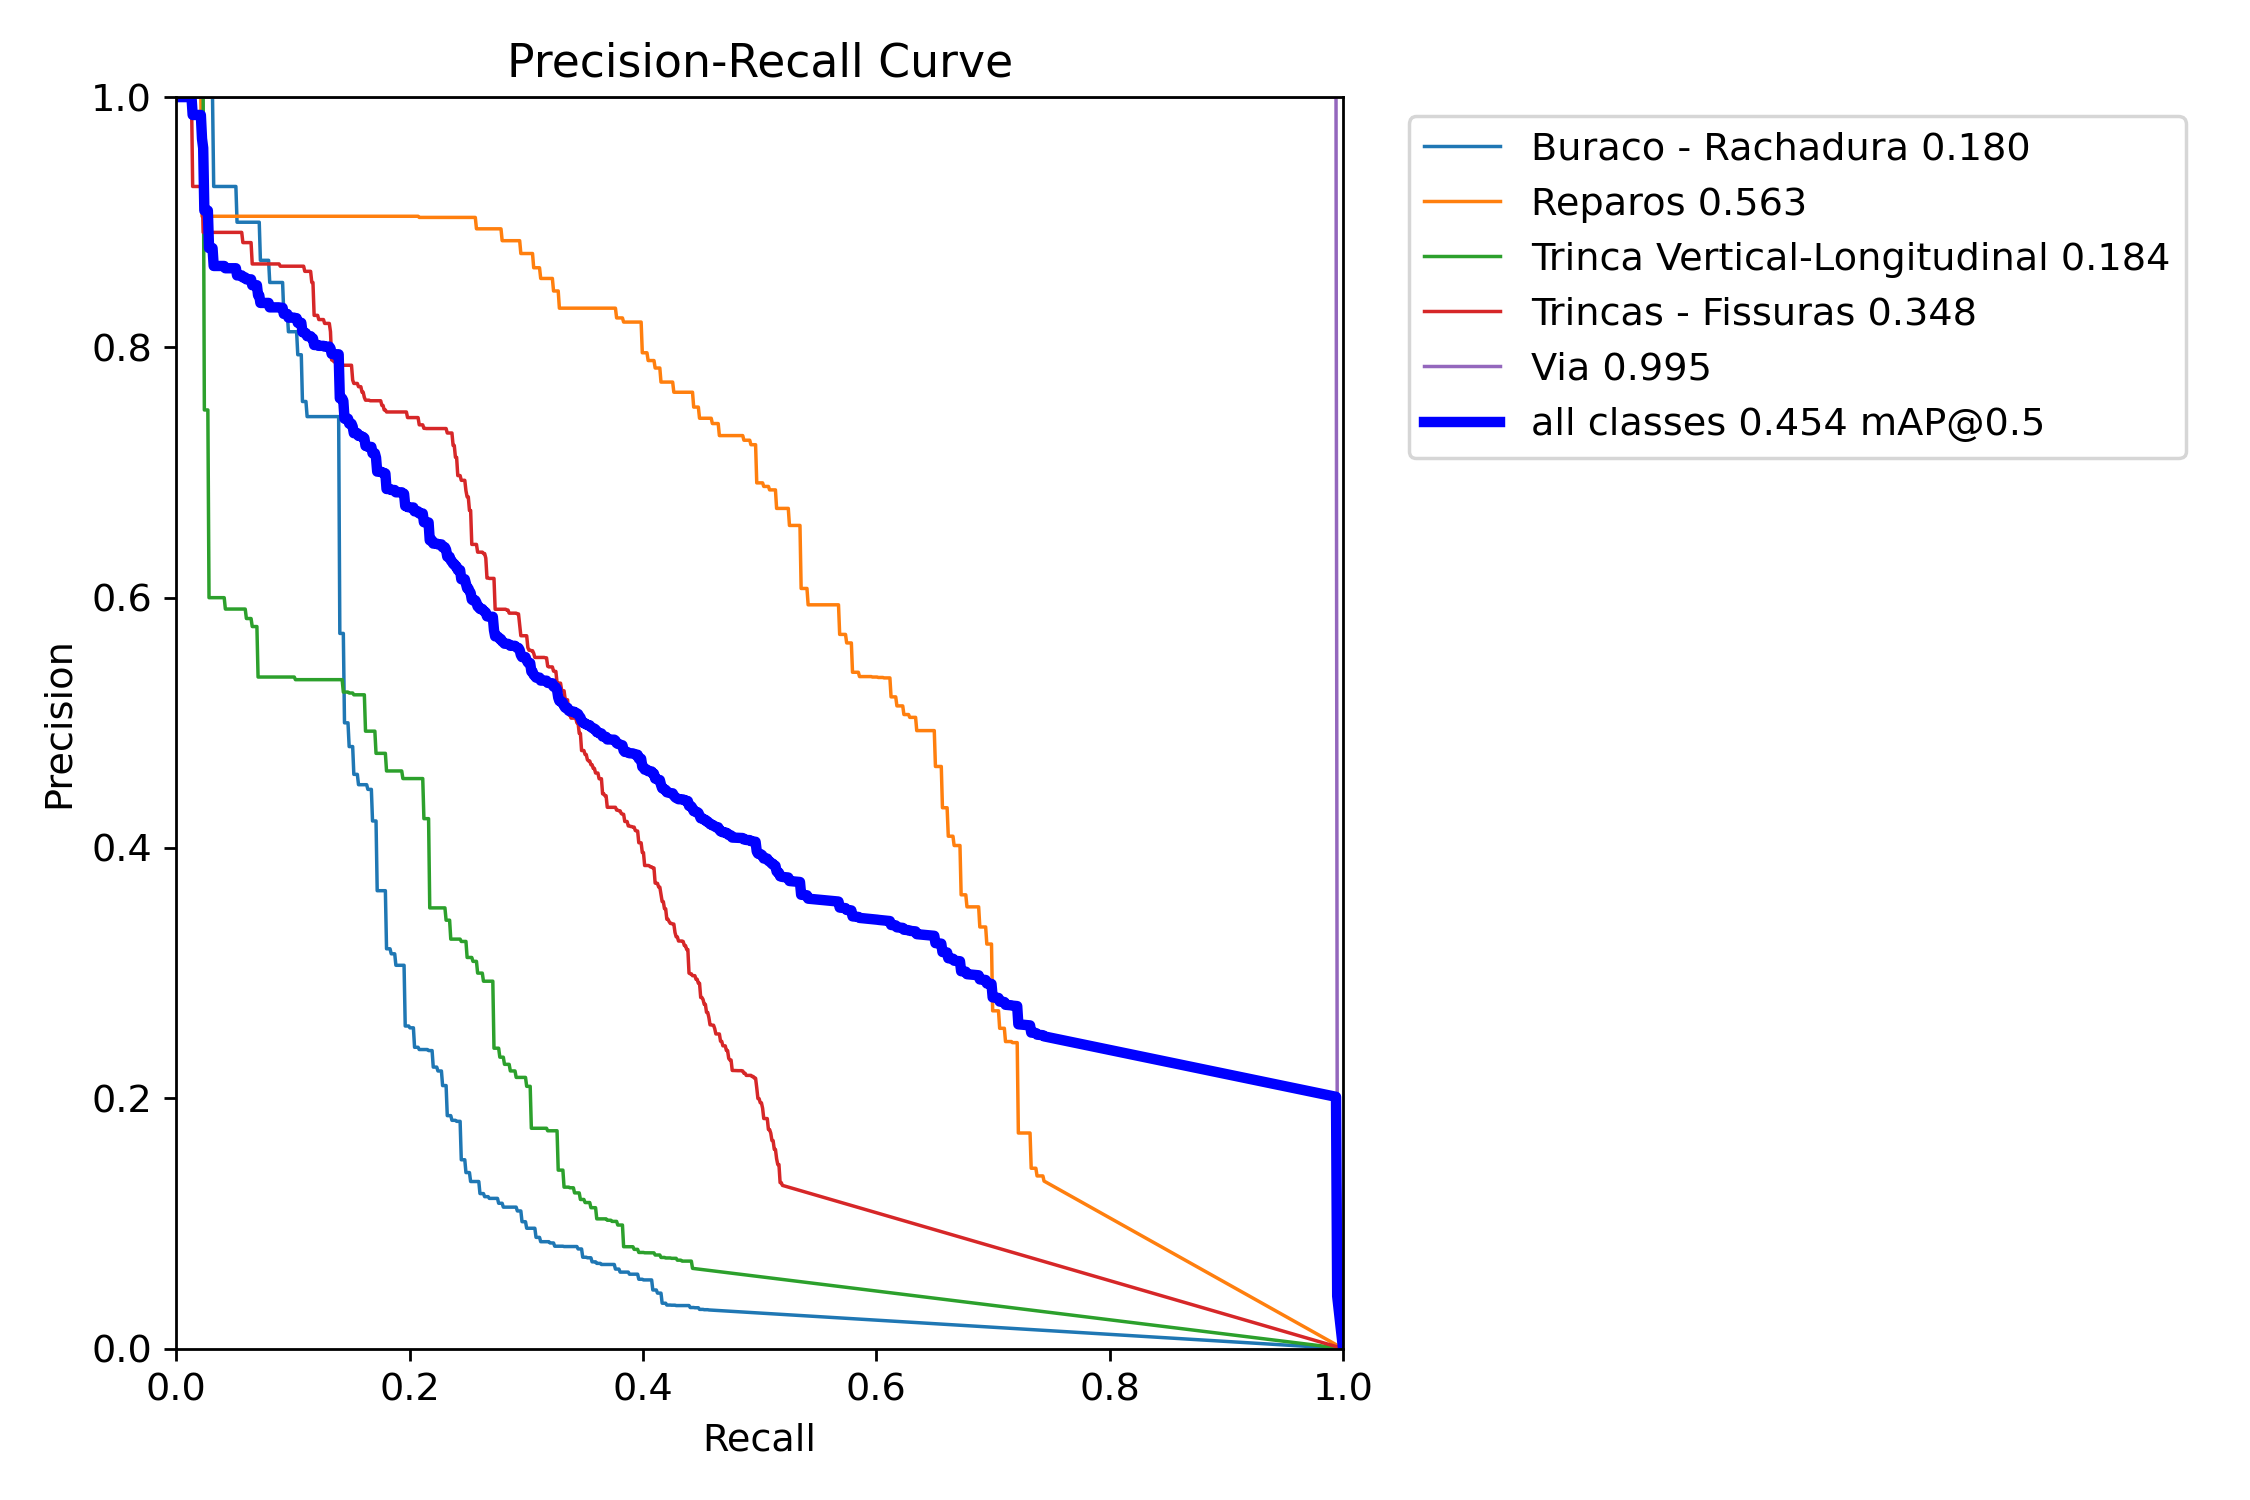 Precision-Recall Curve
1.0
0.8
0.6
0.4
0.2
0.0
Precision
0.0 0.2 0.4 0.6 0.8 1.0
Recall
Buraco - Rachadura 0.180
Reparos 0.563
Trinca Vertical-Longitudinal 0.184
Trincas - Fissuras 0.348
Via 0.995
all classes 0.454 mAP@0.5